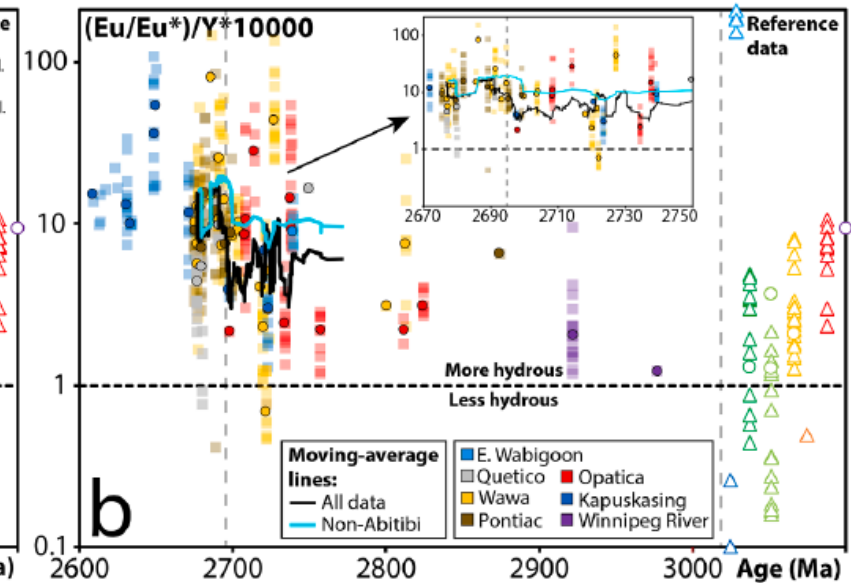 e
(Eu/Eu*)/Y*10000
Reference
data
100
100
10
1
2670 2690 2710 2730 2750
10
More hydrous
1
Less hydrous
Moving-average
lines:
All data
Non-Abitibi
E. Wabigoon
Quetico Opatica
Wawa Kapuskasing
Pontiac Winnipeg River
b
0.1
a) 2600 2700 2800 2900 3000 Age (Ma)